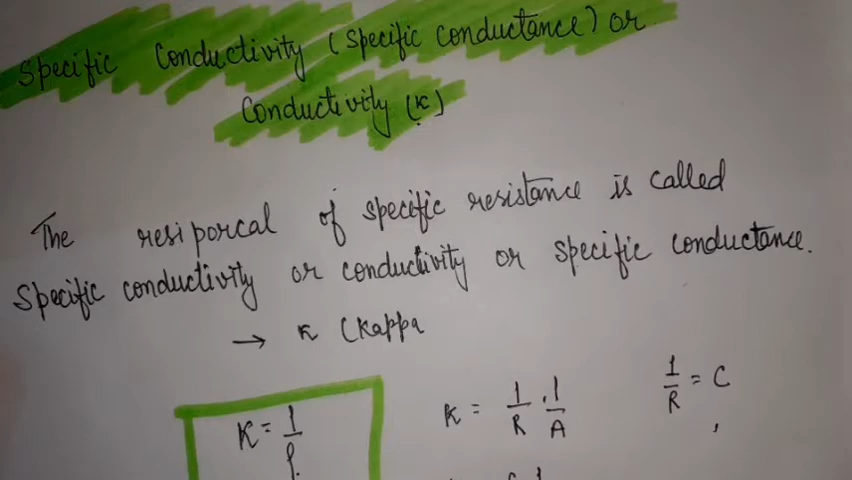 Specific Conductivity (Specific conductance) or
Conductivity (κ)
The resiporcal of specific resistance is called
Specific conductivity or conductivity or specific conductance.
→ κ (Kappa
κ = 1/ρ
κ = 1/R . l/A
1/R = C